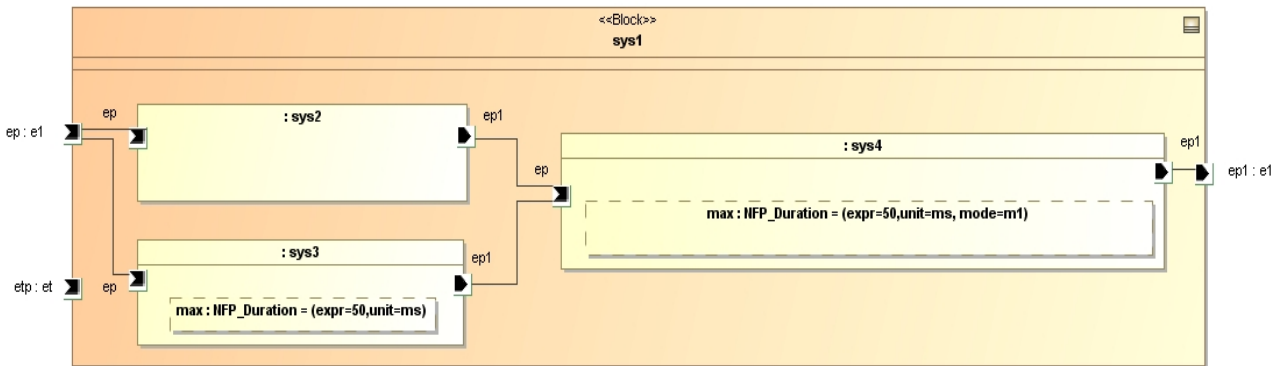 <<Block>>
sys1
ep
: sys2
ep1
ep : e1
: sys4
ep1
ep
ep1 : e1
max : NFP_Duration = (expr=50,unit=ms, mode=m1)
: sys3
ep1
etp : et
ep
max : NFP_Duration = (expr=50,unit=ms)